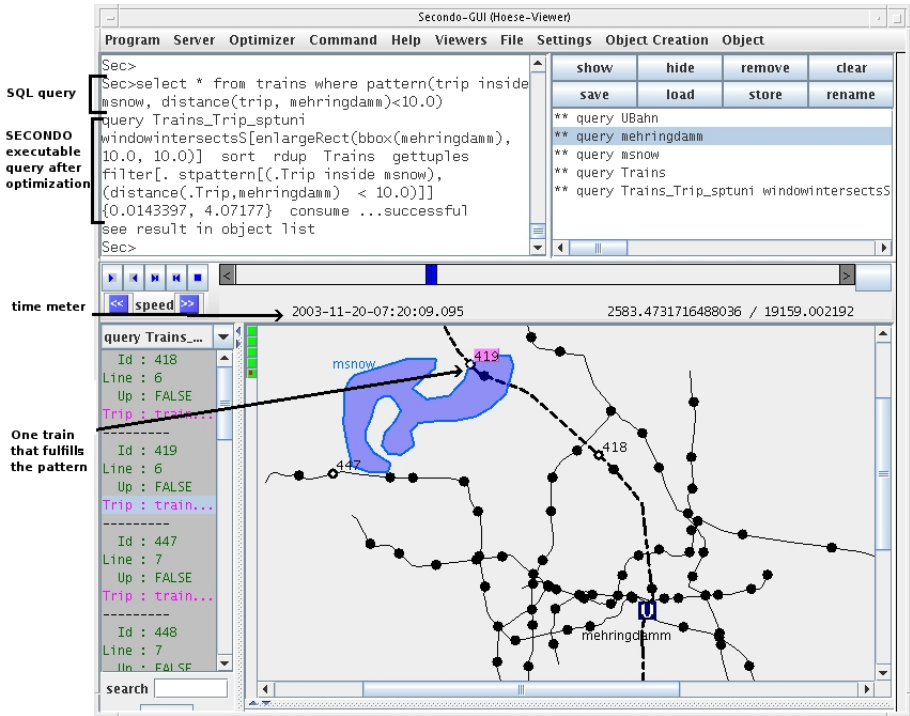 Secondo-GUI (Hoese-Viewer)
Program Server Optimizer Command Help Viewers File Settings Object Creation Object
SQL query
Sec>
Sec>select * from trains where pattern(trip inside
msnow, distance(trip, mehringdamm)<10.0)
SECONDO
executable
query after
optimization
query Trains_Trip_sptuni
windowintersectsS[enlargeRect(bbox(mehringdamm),
10.0, 10.0)] sort rdup Trains gettuples
filter[. stpattern[(.Trip inside msnow),
(distance(.Trip,mehringdamm) < 10.0)]]
{0.0143397, 4.07177} consume ...successful
see result in object list
Sec>
show hide remove clear
save load store rename
** query UBahn
** query mehringdamm
** query msnow
** query Trains
** query Trains_Trip_sptuni windowintersectsS
<< speed >>
time meter
2003-11-20-07:20:09.095
2583.4731716488036 / 19159.002192
query Trains_...
Id : 418
Line : 6
Up : FALSE
Trip : train...
---------
One train
that fulfills
the pattern
Id : 419
Line : 6
Up : FALSE
Trip : train...
---------
Id : 447
Line : 7
Up : FALSE
Trip : train...
---------
Id : 448
Line : 7
Up : FALSE
search
msnow
419
418
447
U
mehringdamm